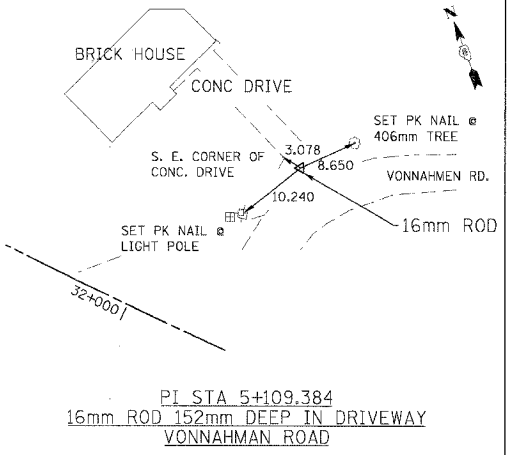 N
BRICK HOUSE
CONC DRIVE
SET PK NAIL @
406mm TREE
3.078
8.650
S. E. CORNER OF
CONC. DRIVE
VONNAHMEN RD.
10.240
16mm ROD
SET PK NAIL @
LIGHT POLE
32+000
PI STA 5+109.384
16mm ROD 152mm DEEP IN DRIVEWAY
VONNAHMAN ROAD